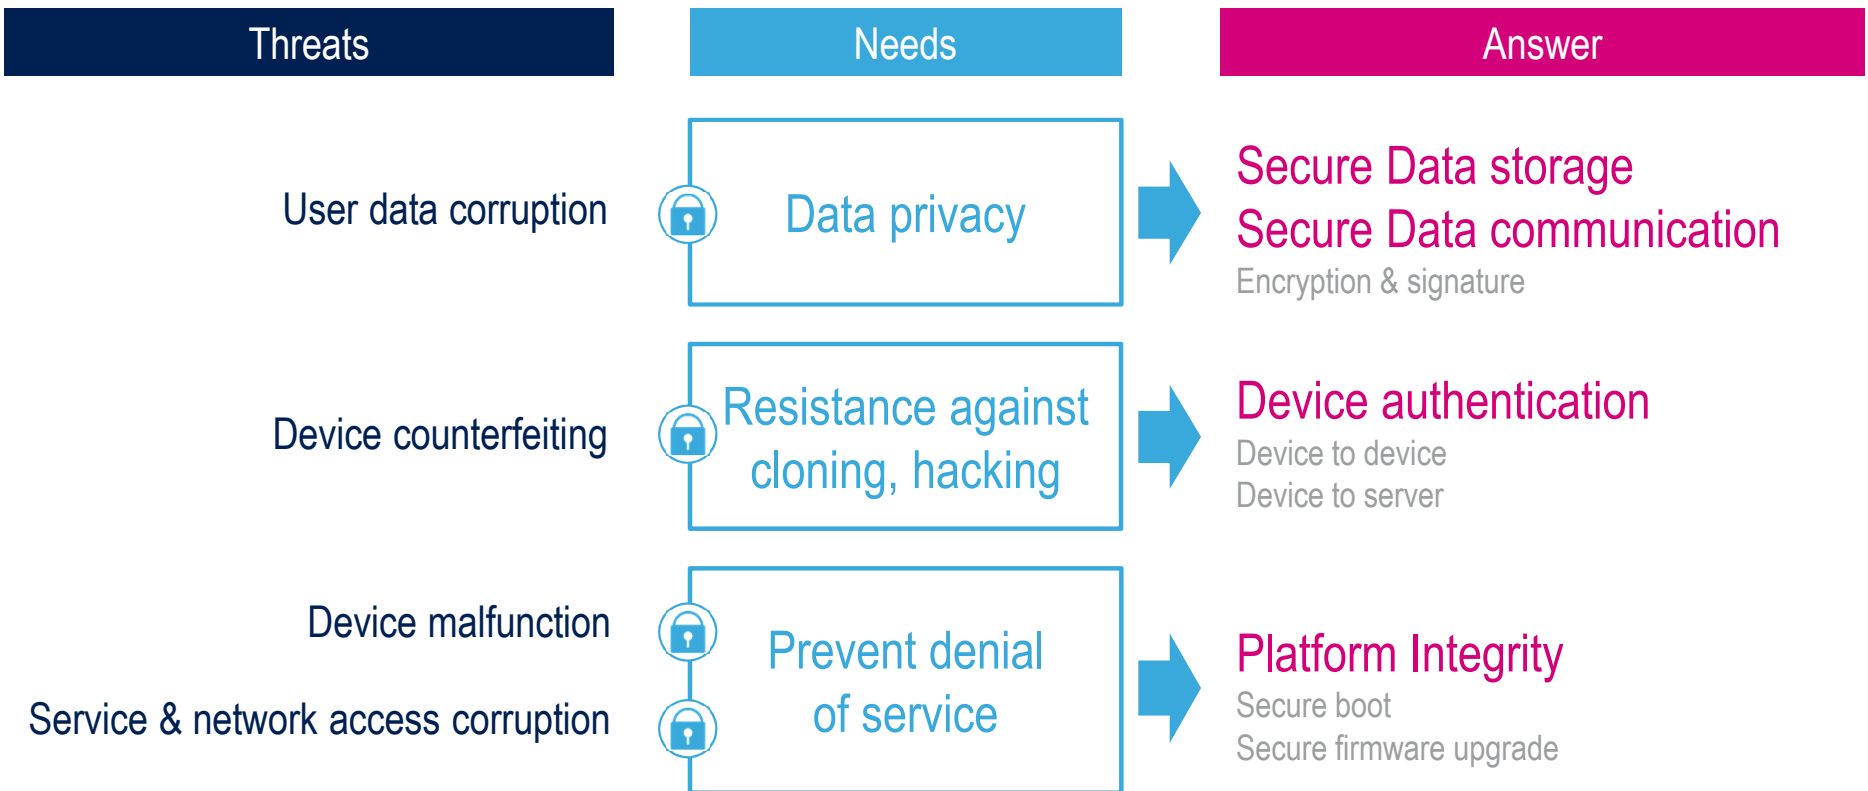 Threats
Needs
Answer
User data corruption
Data privacy
Secure Data storage
Secure Data communication
Encryption & signature
Device counterfeiting
Resistance against
cloning, hacking
Device authentication
Device to device
Device to server
Device malfunction
Service & network access corruption
Prevent denial
of service
Platform Integrity
Secure boot
Secure firmware upgrade